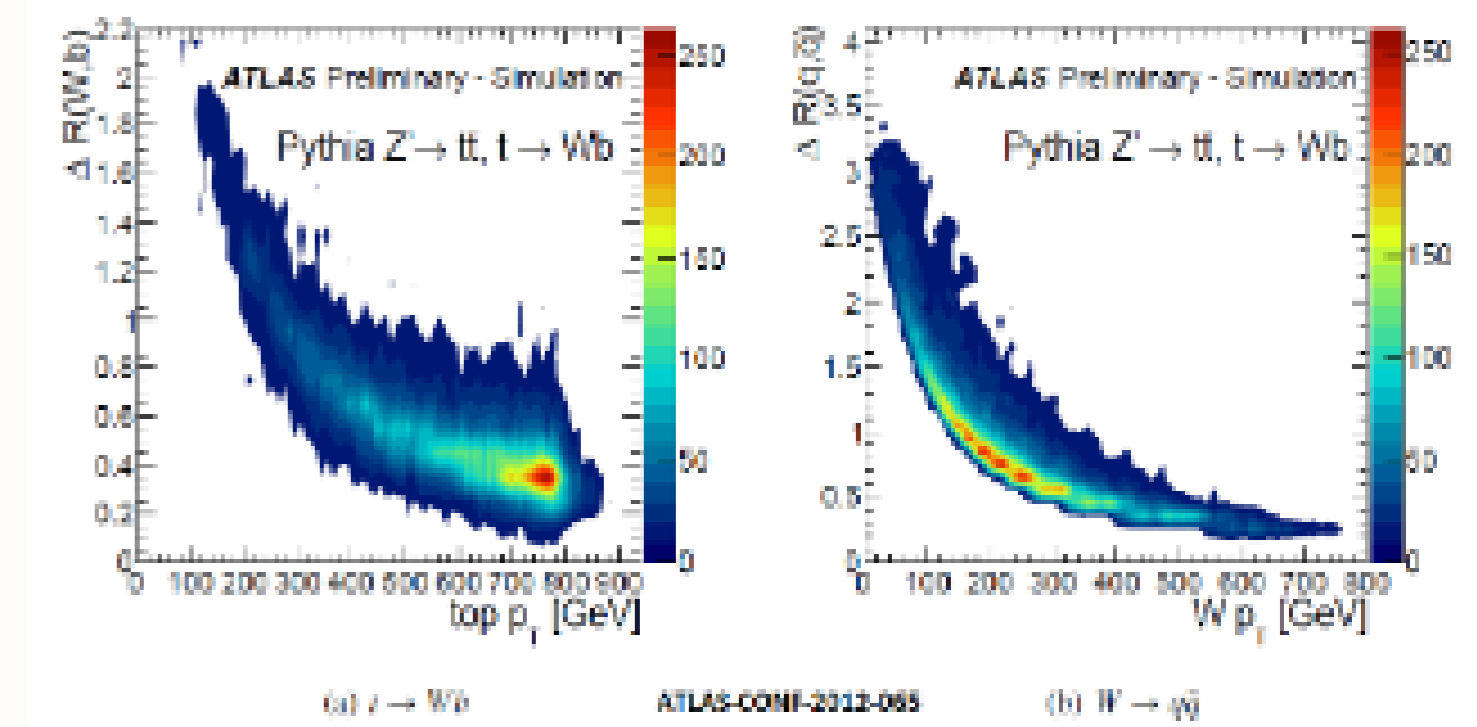 Δ R(W,b)
2.2
2
1.8
1.6
1.4
1.2
1
0.8
0.6
0.4
0.2
0
0 100 200 300 400 500 600 700 800 900
top p_T [GeV]
ATLAS Preliminary - Simulation
Pythia Z' → tt, t → Wb
250
200
150
100
50
0
Δ R(q,q̄)
4
3.5
3
2.5
2
1.5
1
0.5
0
0 100 200 300 400 500 600 700 800
W p_T [GeV]
ATLAS Preliminary - Simulation
Pythia Z' → tt, t → Wb
250
200
150
100
50
0
(a) t → Wb
ATLAS-CONF-2012-065
(b) W → qq̄